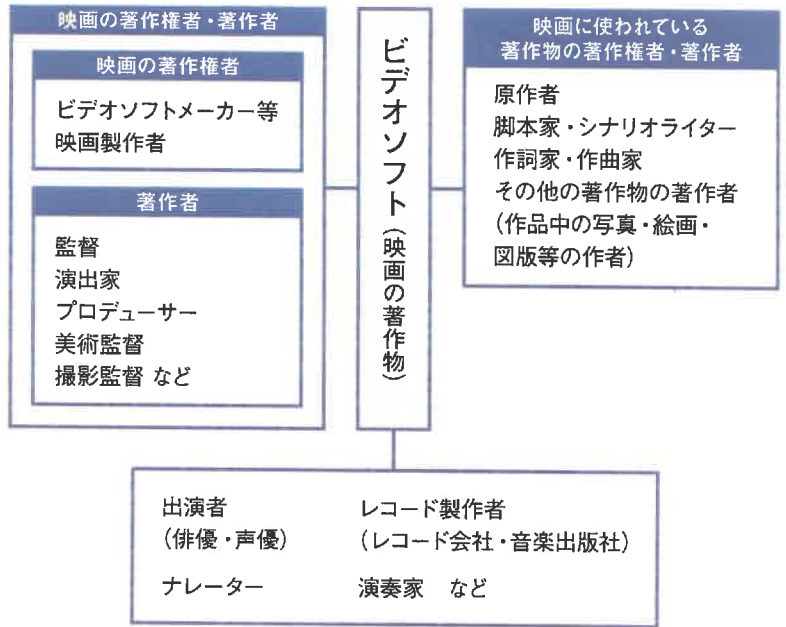 映画の著作権者・著作者
映画の著作権者
ビデオソフトメーカー等
映画製作者
著作者
監督
演出家
プロデューサー
美術監督
撮影監督 など
ビデオソフト(映画の著作物)
映画に使われている
著作物の著作権者・著作者
原作者
脚本家・シナリオライター
作詞家・作曲家
その他の著作物の著作者
(作品中の写真・絵画・
図版等の作者)
出演者
(俳優・声優)
ナレーター
レコード製作者
(レコード会社・音楽出版社)
演奏家 など